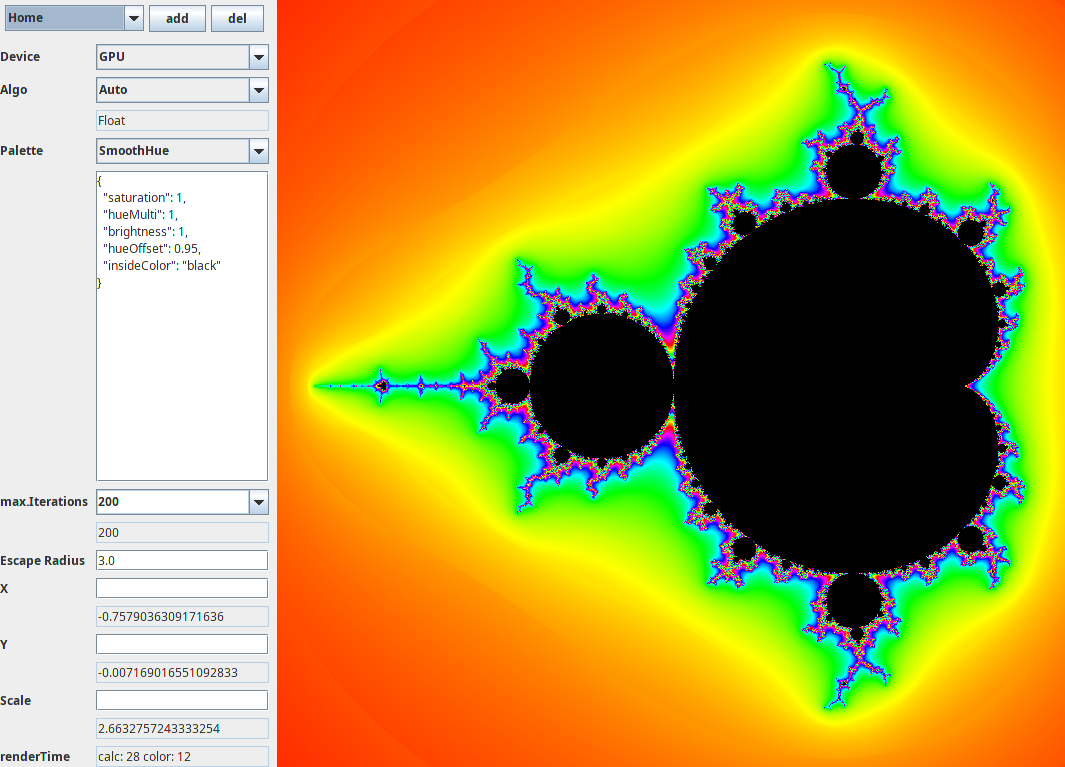 Home add del
Device GPU
Algo Auto
Float
Palette SmoothHue
{
"saturation": 1,
"hueMulti": 1,
"brightness": 1,
"hueOffset": 0.95,
"insideColor": "black"
}
max.Iterations 200
200
Escape Radius 3.0
X
-0.7579036309171636
Y
-0.007169016551092833
Scale
2.6632757243333254
renderTime calc: 28 color: 12